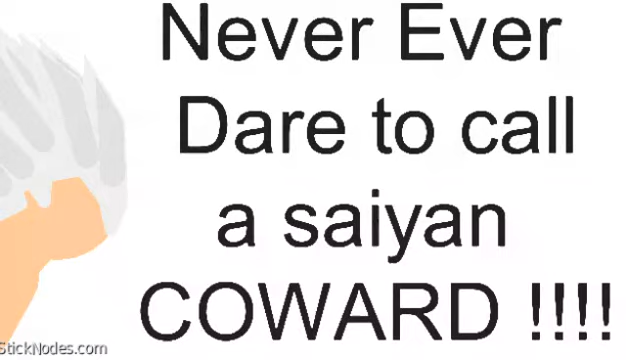 Never Ever
Dare to call
a saiyan
COWARD !!!!
StickNodes.com